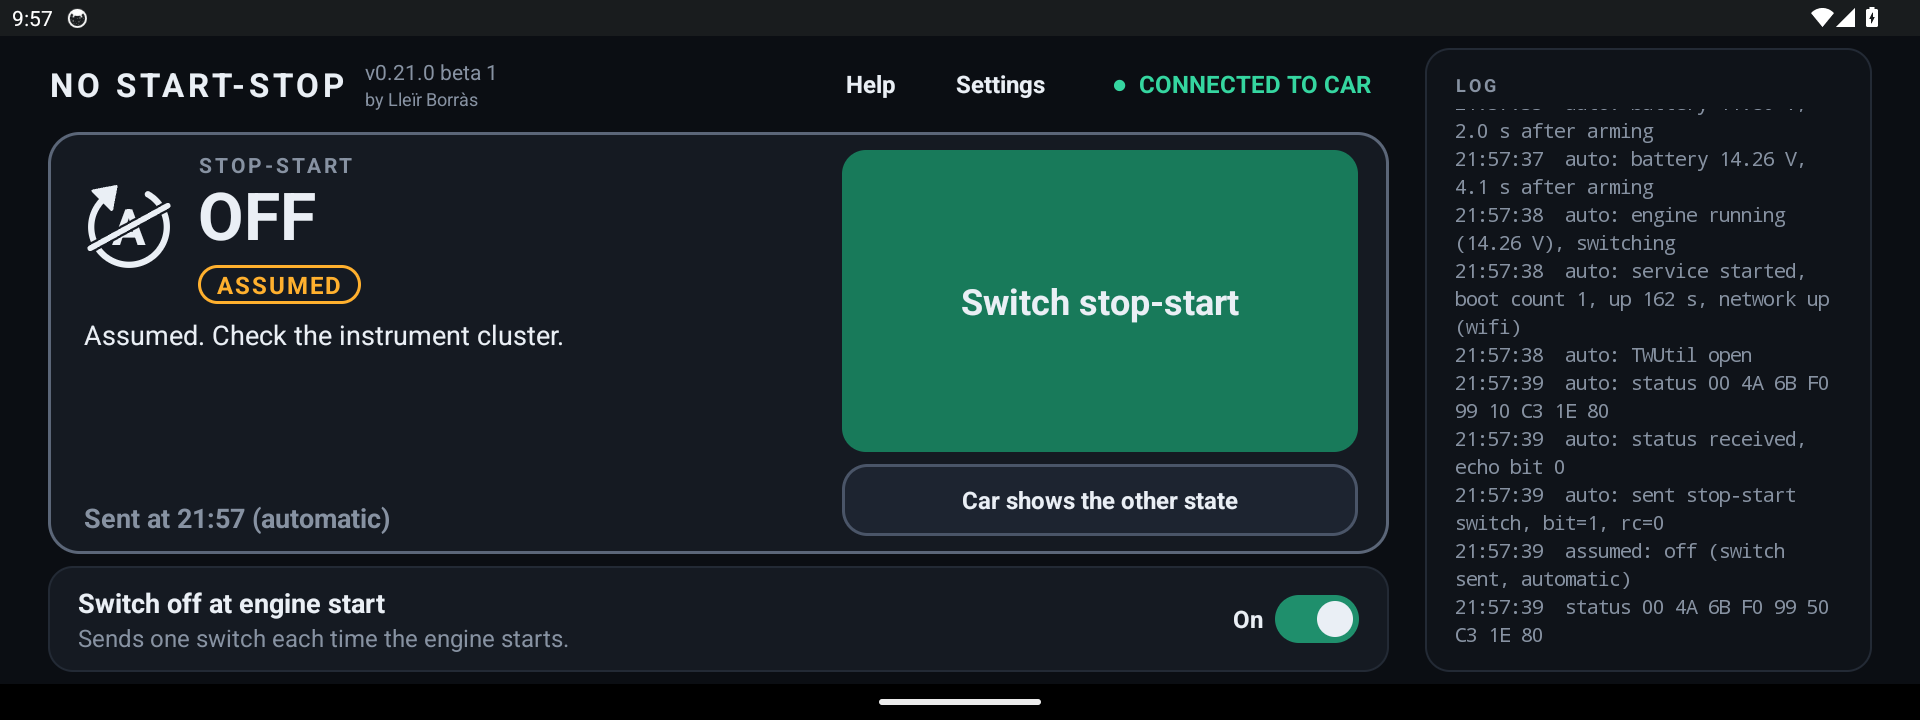 9:57
NO START-STOP
v0.21.0 beta 1
by Lleïr Borràs
Help
Settings
CONNECTED TO CAR
STOP-START
A
OFF
ASSUMED
Assumed. Check the instrument cluster.
Sent at 21:57 (automatic)
Switch stop-start
Car shows the other state
Switch off at engine start
Sends one switch each time the engine starts.
On
LOG
2.0 s after arming
21:57:37 auto: battery 14.26 V,
4.1 s after arming
21:57:38 auto: engine running
(14.26 V), switching
21:57:38 auto: service started,
boot count 1, up 162 s, network up
(wifi)
21:57:38 auto: TWUtil open
21:57:39 auto: status 00 4A 6B F0
99 10 C3 1E 80
21:57:39 auto: status received,
echo bit 0
21:57:39 auto: sent stop-start
switch, bit=1, rc=0
21:57:39 assumed: off (switch
sent, automatic)
21:57:39 status 00 4A 6B F0 99 50
C3 1E 80